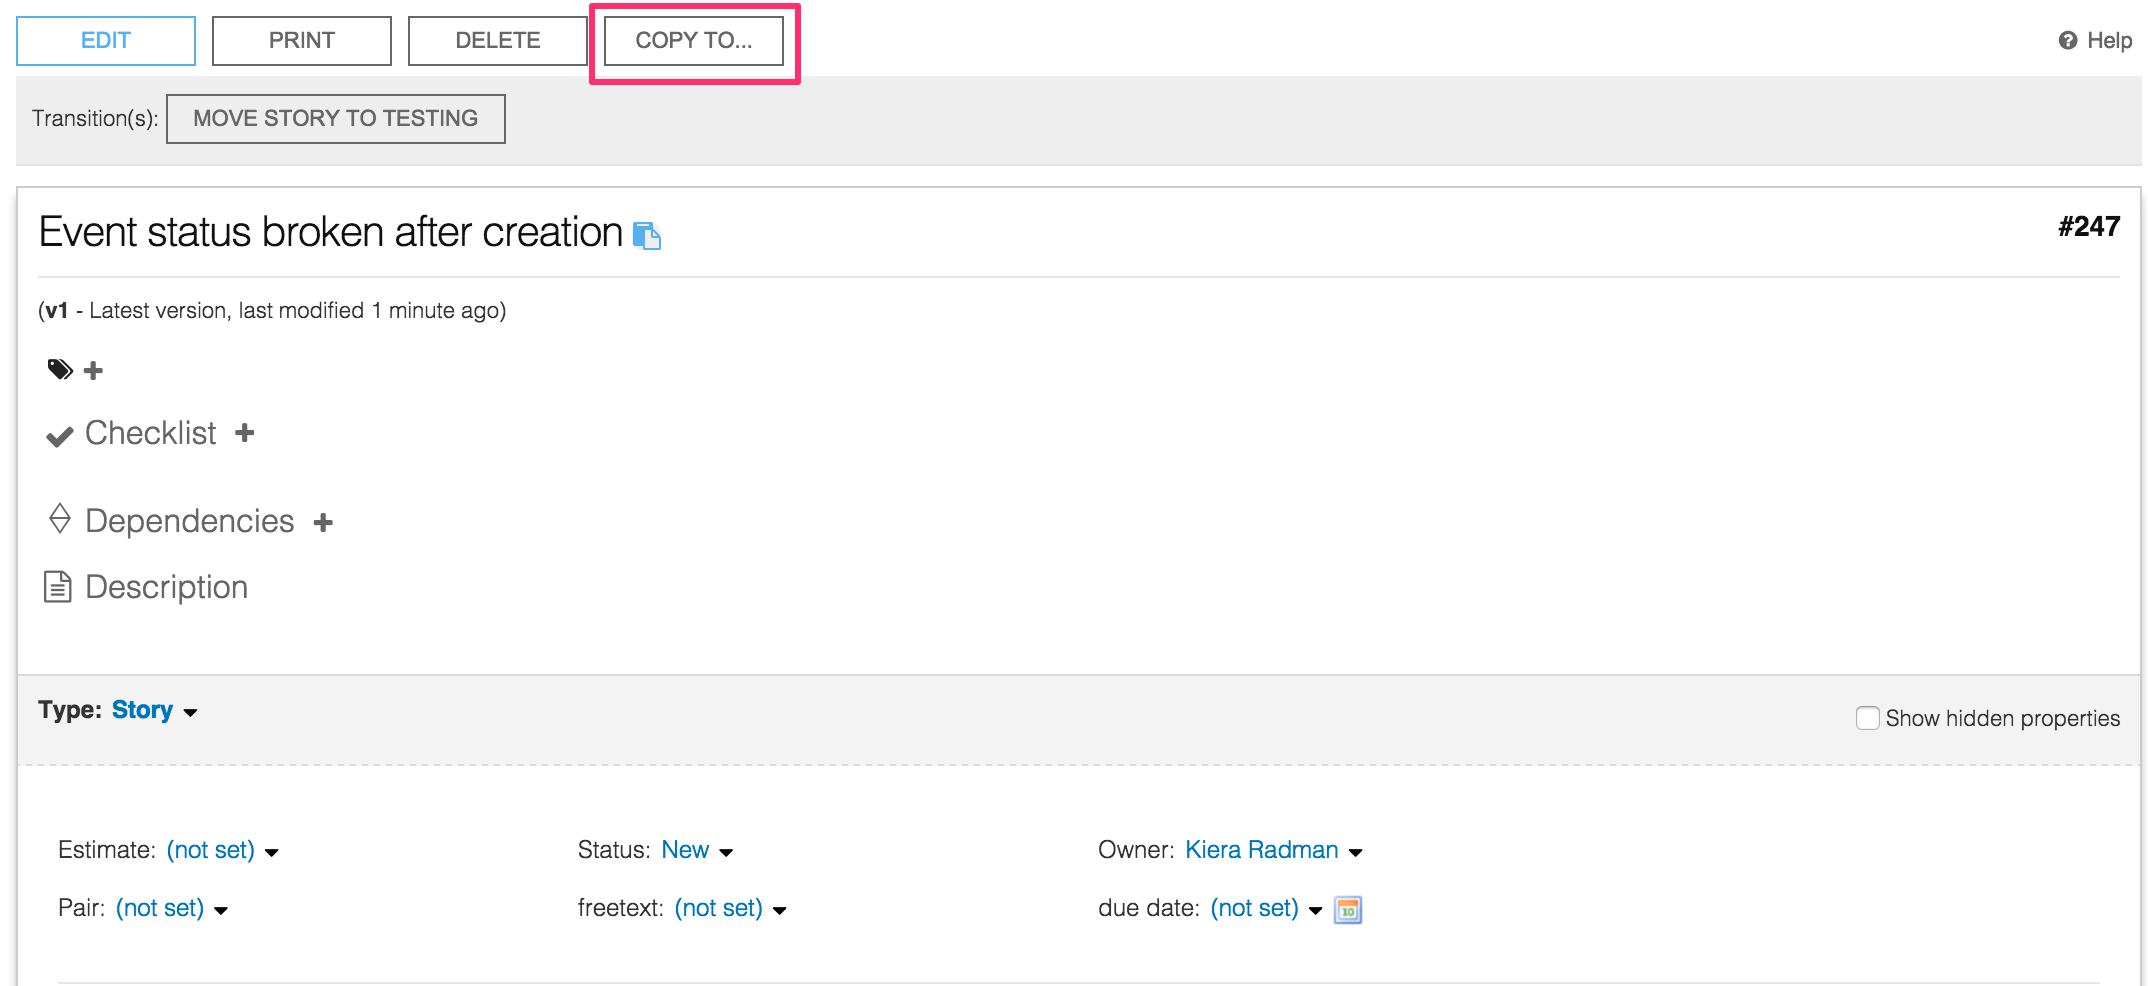 EDIT PRINT DELETE COPY TO... Help
Transition(s): MOVE STORY TO TESTING
Event status broken after creation #247
(v1 - Latest version, last modified 1 minute ago)
Checklist
Dependencies
Description
Type: Story Show hidden properties
Estimate: (not set) Status: New Owner: Kiera Radman
Pair: (not set) freetext: (not set) due date: (not set) 10